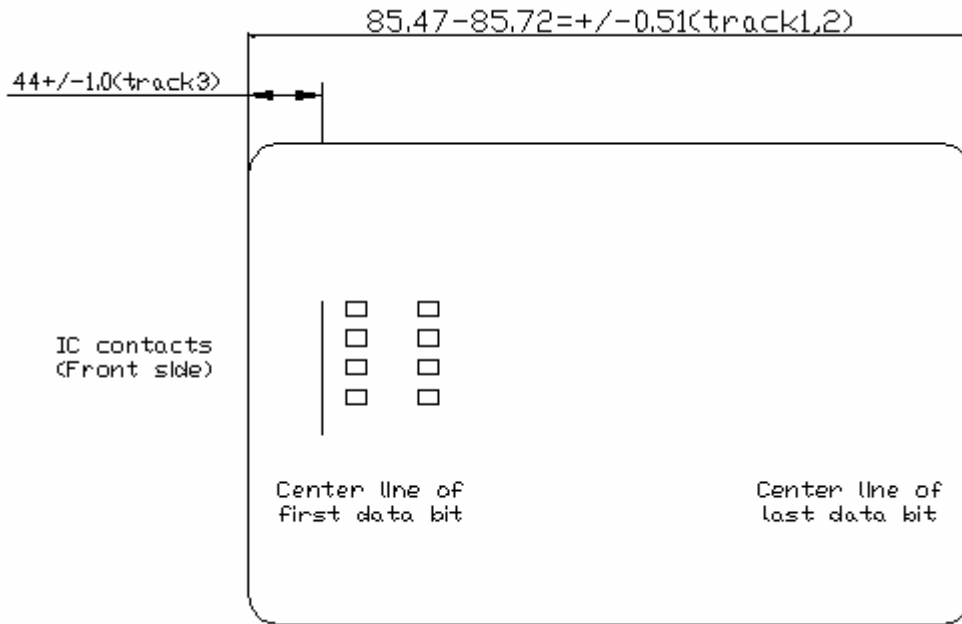 85.47-85.72=+/-0.51(track1,2)
44+/-1.0(track3)
IC contacts
(Front side)
Center line of
first data bit
Center line of
last data bit